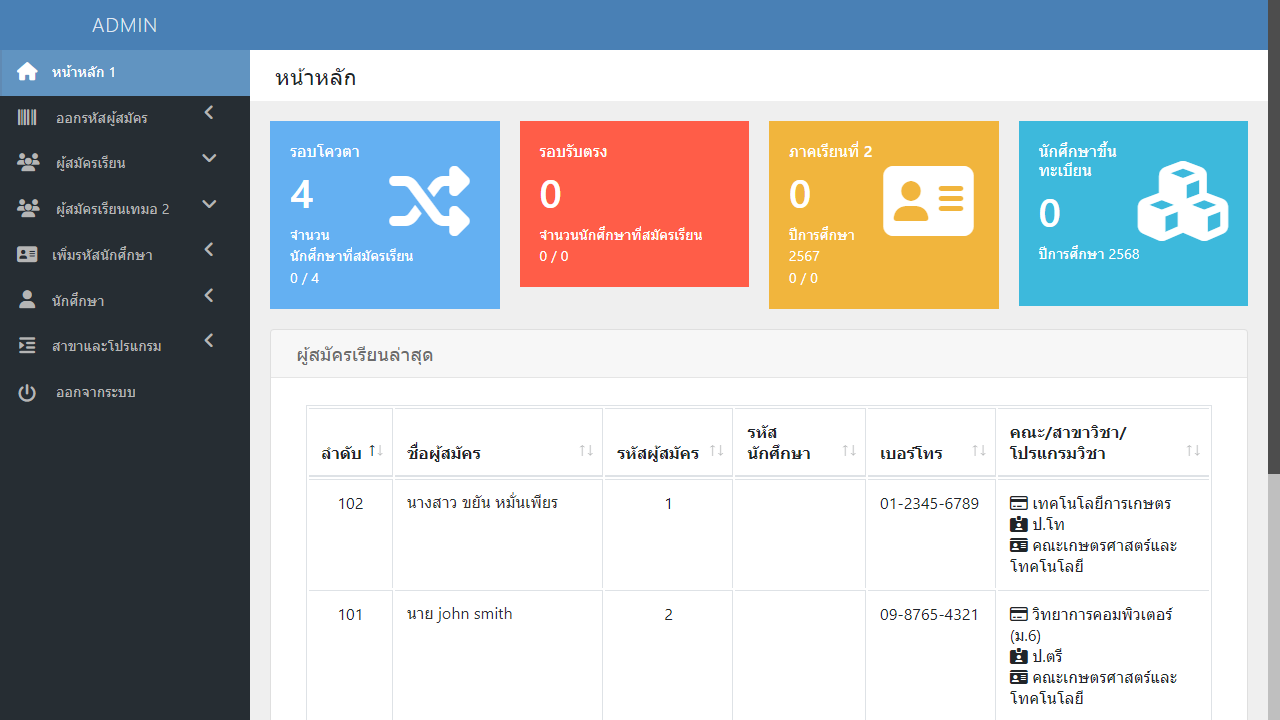 ADMIN
หน้าหลัก 1
ออกรหัสผู้สมัคร
ผู้สมัครเรียน
ผู้สมัครเรียนเทมอ 2
เพิ่มรหัสนักศึกษา
นักศึกษา
สาขาและโปรแกรม
ออกจากระบบ
หน้าหลัก
รอบโควตา
4
จำนวน
นักศึกษาที่สมัครเรียน
0 / 4
รอบรับตรง
0
จำนวนนักศึกษาที่สมัครเรียน
0 / 0
ภาคเรียนที่ 2
0
ปีการศึกษา
2567
0 / 0
นักศึกษาขึ้น
ทะเบียน
0
ปีการศึกษา 2568
ผู้สมัครเรียนล่าสุด
ลำดับ ชื่อผู้สมัคร รหัสผู้สมัคร รหัส
นักศึกษา เบอร์โทร คณะ/สาขาวิชา/
โปรแกรมวิชา
102 นางสาว ขยัน หมั่นเพียร 1 01-2345-6789 เทคโนโลยีการเกษตร
ป.โท
คณะเกษตรศาสตร์และ
โทคโนโลยี
101 นาย john smith 2 09-8765-4321 วิทยาการคอมพิวเตอร์
(ม.6)
ป.ตรี
คณะเกษตรศาสตร์และ
โทคโนโลยี